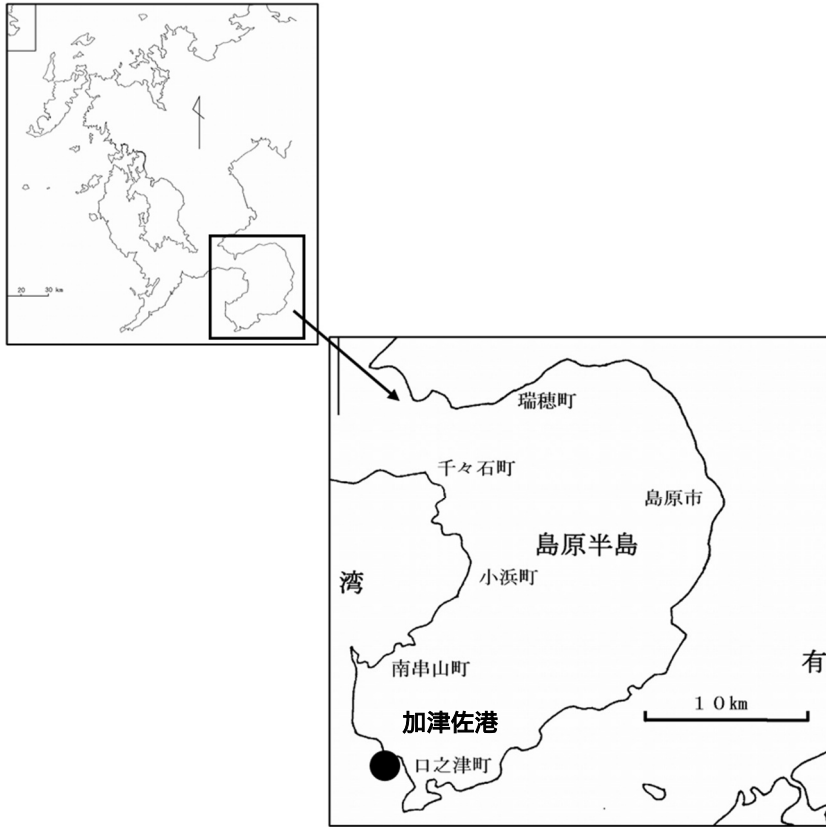 20 30 km
瑞穂町
千々石町
島原市
島原半島
小浜町
湾
有
南串山町
10km
加津佐港
口之津町